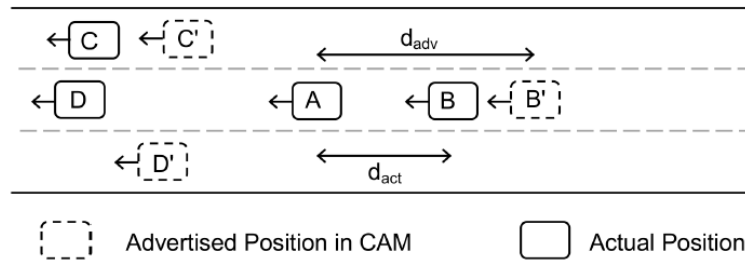 C C' d_adv
D A B B'
D' d_act
Advertised Position in CAM Actual Position